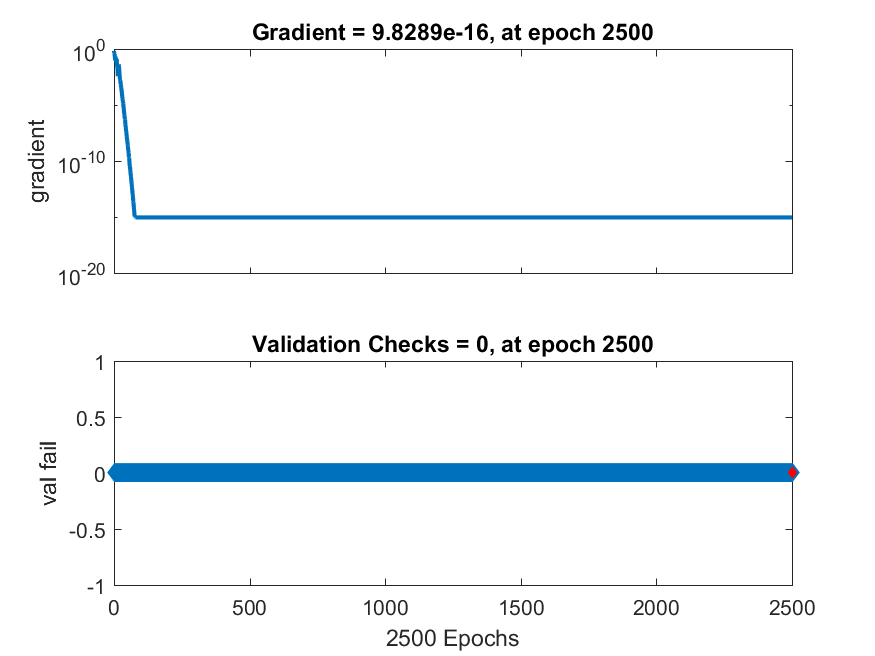 Gradient = 9.8289e-16, at epoch 2500
10^0
10^-10
10^-20
gradient
Validation Checks = 0, at epoch 2500
1
0.5
0
-0.5
-1
val fail
0 500 1000 1500 2000 2500
2500 Epochs